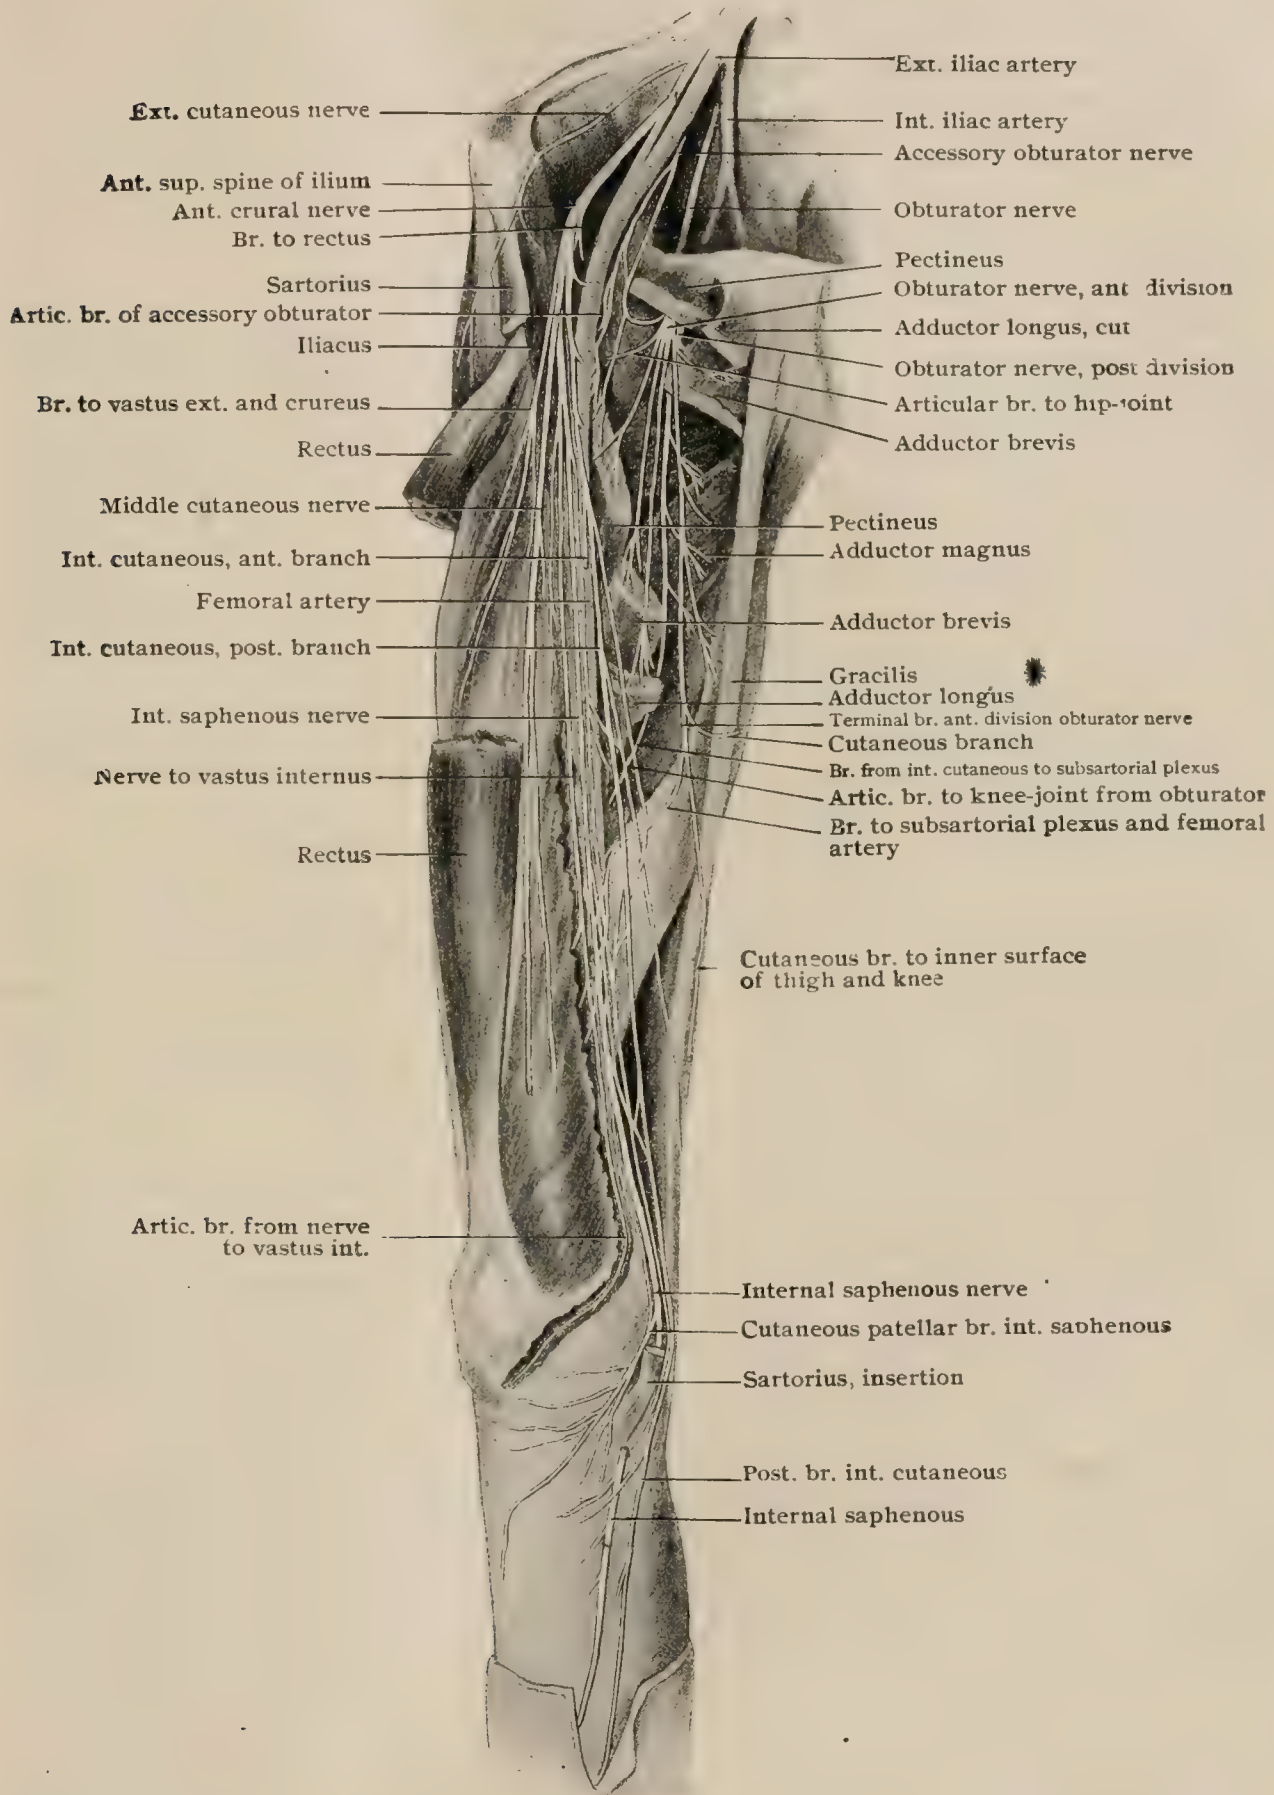 Ext. cutaneous nerve
Ant. sup. spine of ilium
Ant. crural nerve
Br. to rectus
Sartorius
Artic. br. of accessory obturator
Iliacus
Br. to vastus ext. and crureus
Rectus
Middle cutaneous nerve
Int. cutaneous, ant. branch
Femoral artery
Int. cutaneous, post. branch
Int. saphenous nerve
Nerve to vastus internus
Rectus
Artic. br. from nerve
to vastus int.
Ext. iliac artery
Int. iliac artery
Accessory obturator nerve
Obturator nerve
Pectineus
Obturator nerve, ant division
Adductor longus, cut
Obturator nerve, post division
Articular br. to hip-joint
Adductor brevis
Pectineus
Adductor magnus
Adductor brevis
Gracilis
Adductor longus
Terminal br. ant. division obturator nerve
Cutaneous branch
Br. from int. cutaneous to subsartorial plexus
Artic. br. to knee-joint from obturator
Br. to subsartorial plexus and femoral
artery
Cutaneous br. to inner surface
of thigh and knee
Internal saphenous nerve
Cutaneous patellar br. int. saphenous
Sartorius, insertion
Post. br. int. cutaneous
Internal saphenous